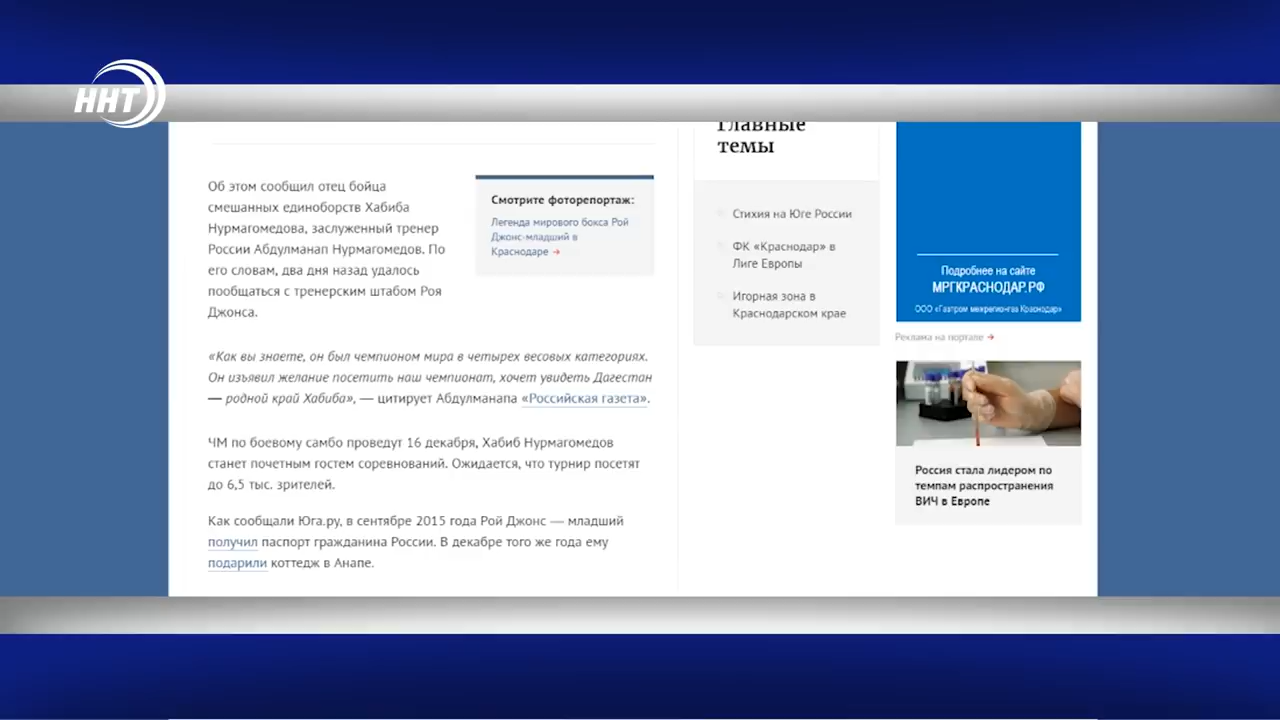 ННТ
Об этом сообщил отец бойца
смешанных единоборств Хабиба
Нурмагомедова, заслуженный тренер
России Абдулманап Нурмагомедов. По
его словам, два дня назад удалось
пообщаться с тренерским штабом Роя
Джонса.
Смотрите фоторепортаж:
Легенда мирового бокса Рой
Джонс-младший в
Краснодаре →
«Как вы знаете, он был чемпионом мира в четырех весовых категориях.
Он изъявил желание посетить наш чемпионат, хочет увидеть Дагестан
— родной край Хабиба», — цитирует Абдулманапа «Российская газета».
ЧМ по боевому самбо проведут 16 декабря, Хабиб Нурмагомедов
станет почетным гостем соревнований. Ожидается, что турнир посетят
до 6,5 тыс. зрителей.
Как сообщали Юга.ру, в сентябре 2015 года Рой Джонс — младший
получил паспорт гражданина России. В декабре того же года ему
подарили коттедж в Анапе.
Главные
темы
Стихия на Юге России
ФК «Краснодар» в
Лиге Европы
Игорная зона в
Краснодарском крае
Подробнее на сайте
МРГКРАСНОДАР.РФ
ООО «Газпром межрегионгаз Краснодар»
Реклама на портале →
Россия стала лидером по
темпам распространения
ВИЧ в Европе